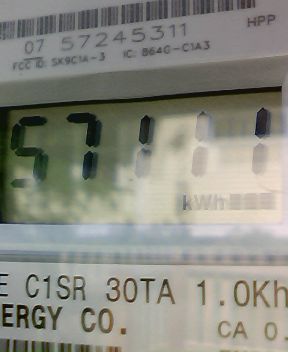 HPP
07 57245311
FCC ID: SK9C1A-3 IC: 864G-C1A3
57111
kWh
E C1SR 30TA 1.0Kh
ERGY CO.
CA 0.